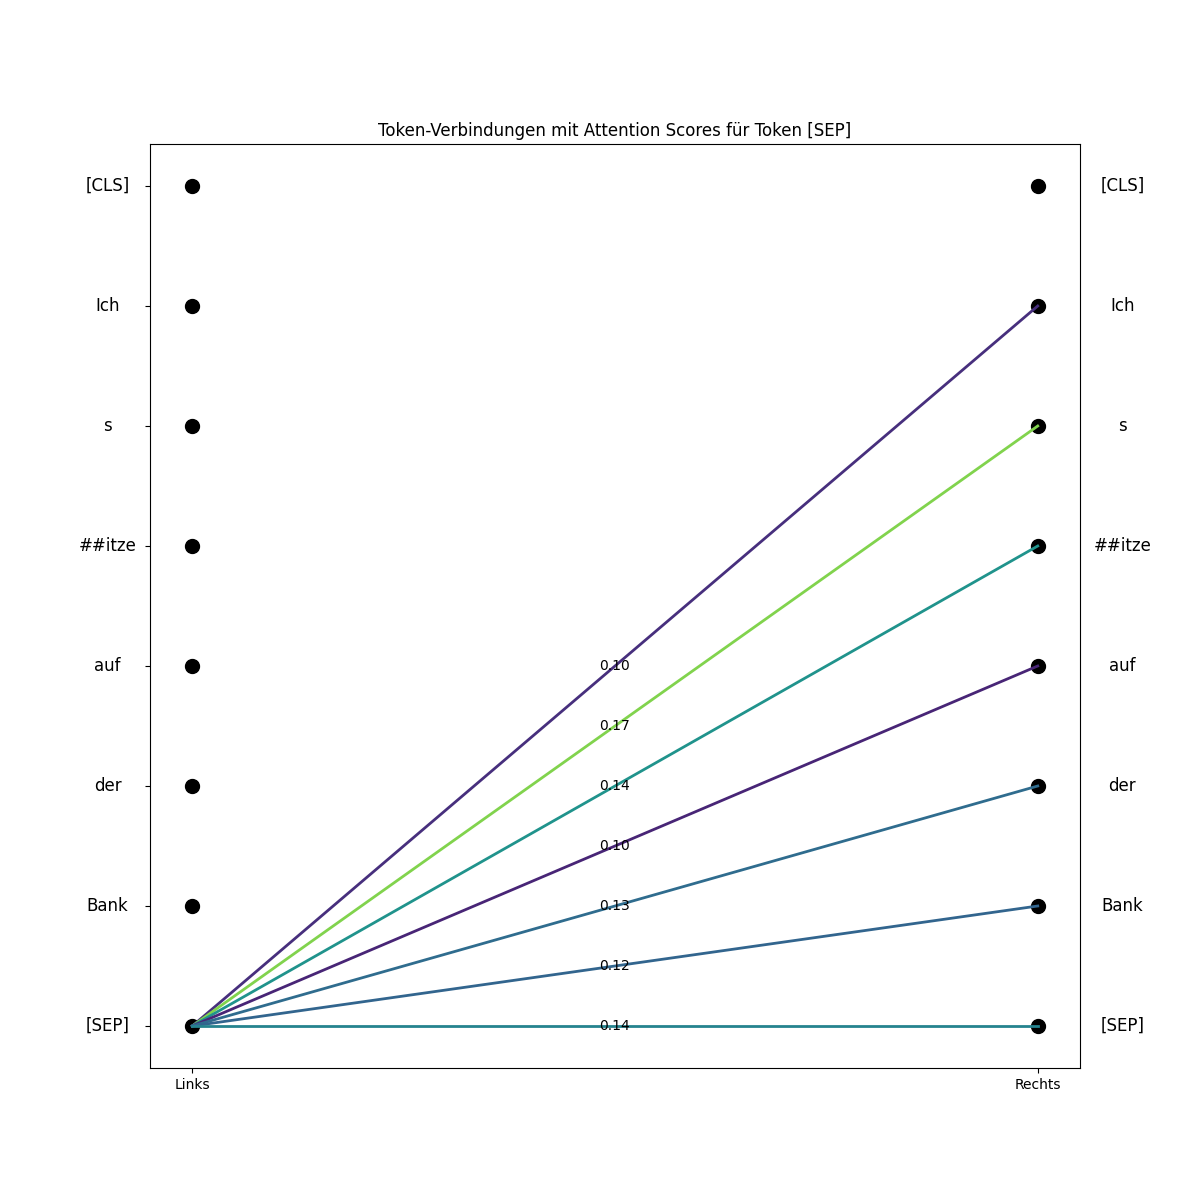 Token-Verbindungen mit Attention Scores für Token [SEP]
[CLS] [CLS]
Ich Ich
s s
##itze ##itze
auf 0.10 auf
0.17
der 0.14 der
0.10
Bank 0.13 Bank
0.12
[SEP] 0.14 [SEP]
Links Rechts